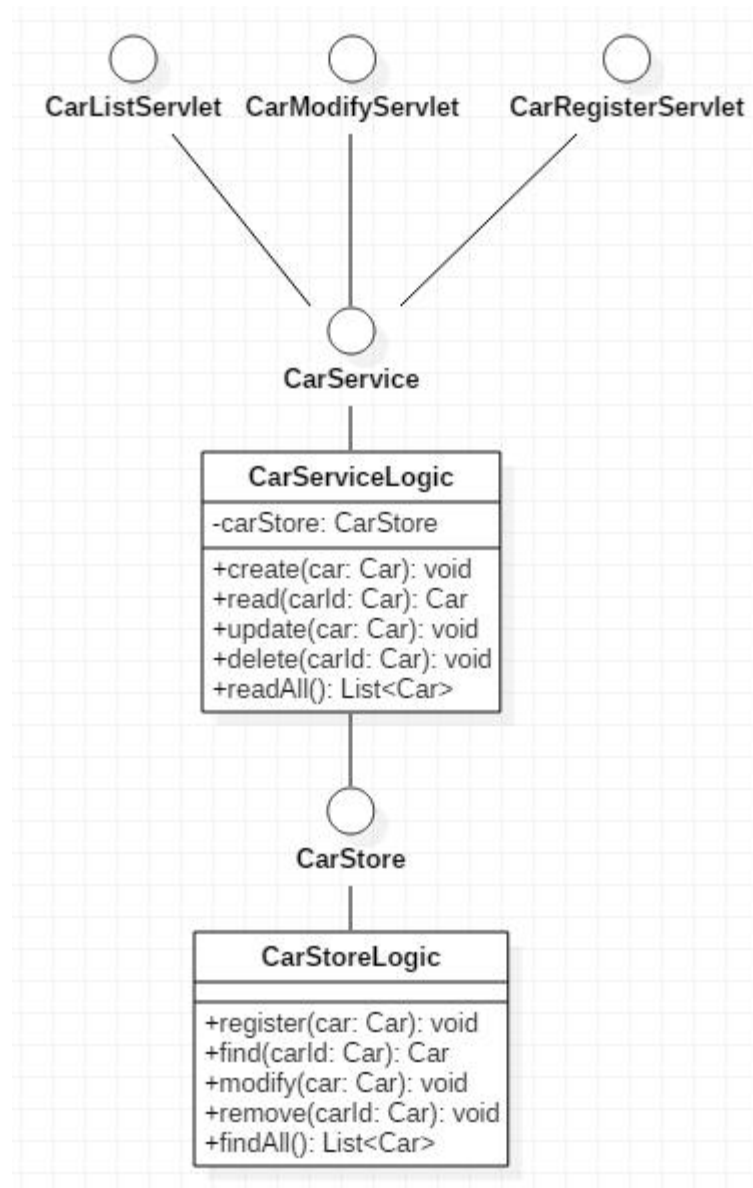 CarListServlet CarModifyServlet CarRegisterServlet
CarService
CarServiceLogic
-carStore: CarStore
+create(car: Car): void
+read(carId: Car): Car
+update(car: Car): void
+delete(carId: Car): void
+readAll(): List<Car>
CarStore
CarStoreLogic
+register(car: Car): void
+find(carId: Car): Car
+modify(car: Car): void
+remove(carId: Car): void
+findAll(): List<Car>